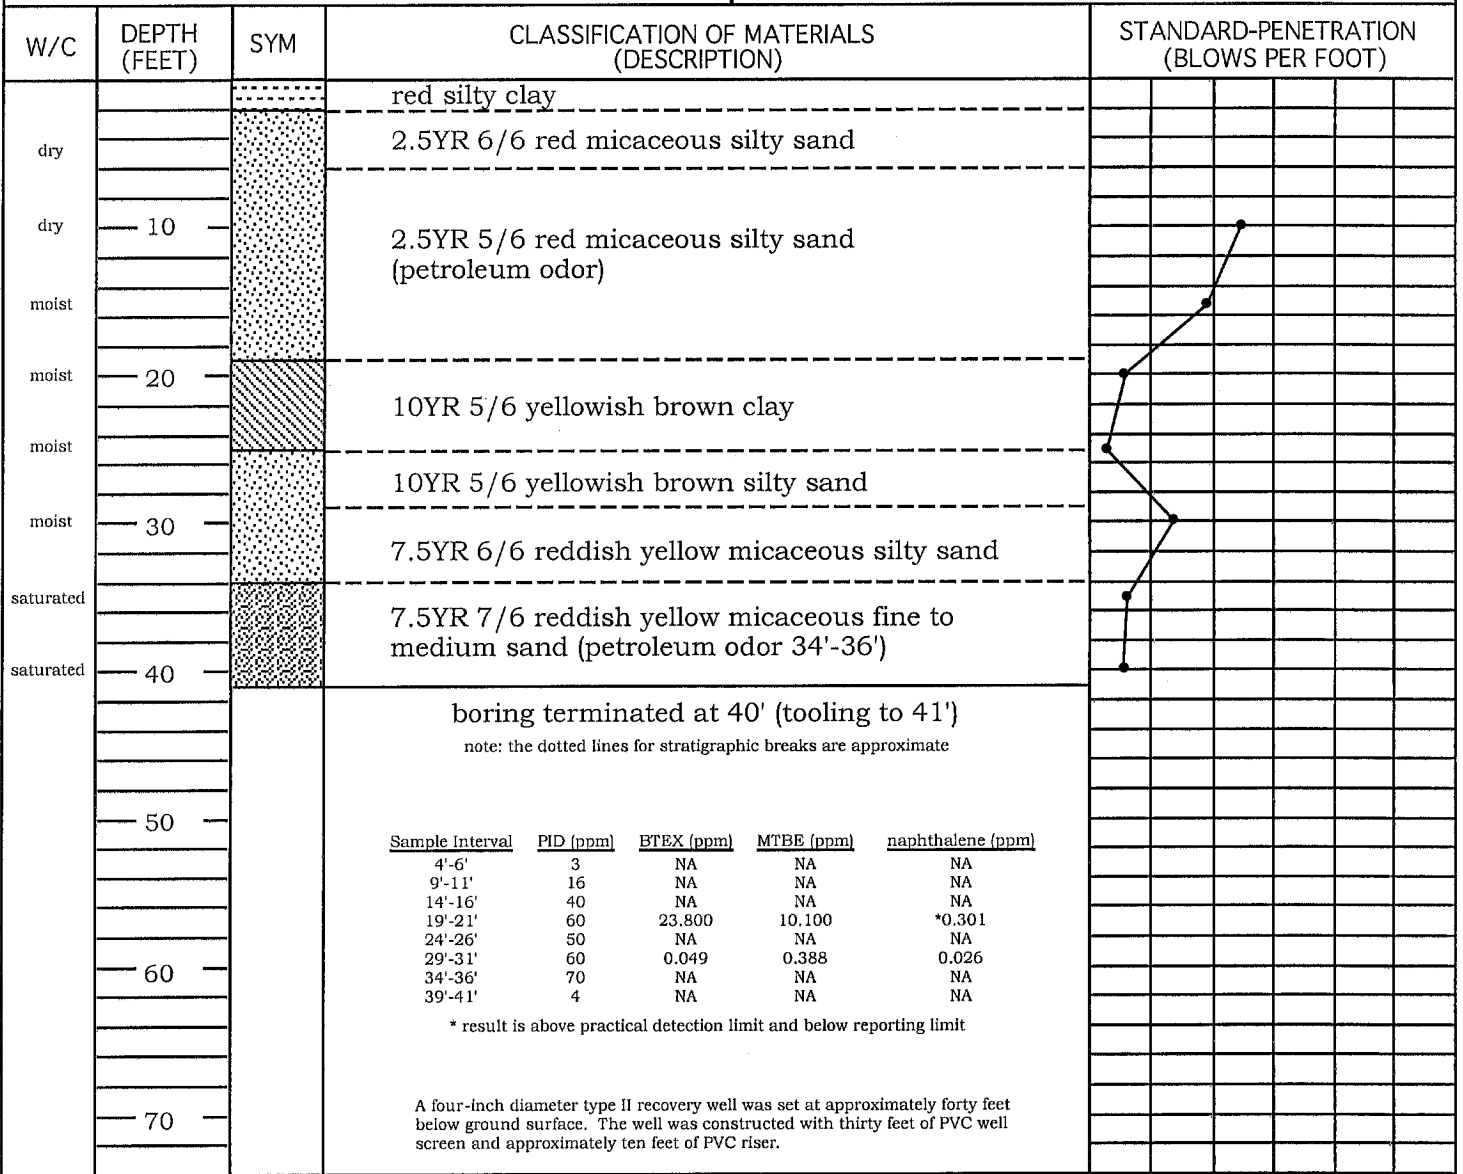 W/C
DEPTH
(FEET)
SYM
CLASSIFICATION OF MATERIALS
(DESCRIPTION)
STANDARD-PENETRATION
(BLOWS PER FOOT)
red silty clay
dry
2.5YR 6/6 red micaceous silty sand
dry
10
2.5YR 5/6 red micaceous silty sand
(petroleum odor)
moist
moist
20
10YR 5/6 yellowish brown clay
moist
10YR 5/6 yellowish brown silty sand
moist
30
7.5YR 6/6 reddish yellow micaceous silty sand
saturated
7.5YR 7/6 reddish yellow micaceous fine to
medium sand (petroleum odor 34'-36')
saturated
40
boring terminated at 40' (tooling to 41')
note: the dotted lines for stratigraphic breaks are approximate
50
Sample Interval PID (ppm) BTEX (ppm) MTBE (ppm) naphthalene (ppm)
4'-6' 3 NA NA NA
9'-11' 16 NA NA NA
14'-16' 40 NA NA NA
19'-21' 60 23.800 10.100 *0.301
24'-26' 50 NA NA NA
29'-31' 60 0.049 0.388 0.026
60
34'-36' 70 NA NA NA
39'-41' 4 NA NA NA
* result is above practical detection limit and below reporting limit
A four-inch diameter type II recovery well was set at approximately forty feet
below ground surface. The well was constructed with thirty feet of PVC well
screen and approximately ten feet of PVC riser.
70